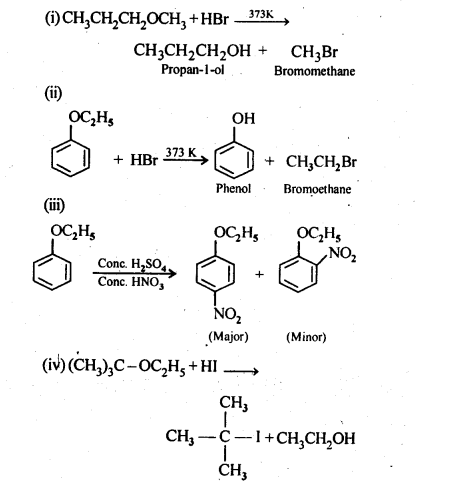 (i) CH₃CH₂CH₂OCH₃ + HBr 373K ⟶
CH₃CH₂CH₂OH + CH₃Br
Propan-1-ol Bromomethane
(ii)
OC₂H₅ OH
+ HBr 373 K ⟶ + CH₃CH₂Br
Phenol Bromoethane
(iii)
OC₂H₅ OC₂H₅ OC₂H₅
NO₂
Conc. H₂SO₄
Conc. HNO₃ +
NO₂
(Major) (Minor)
(iv) (CH₃)₃C–OC₂H₅ + HI ⟶
CH₃
CH₃–C–I + CH₃CH₂OH
CH₃